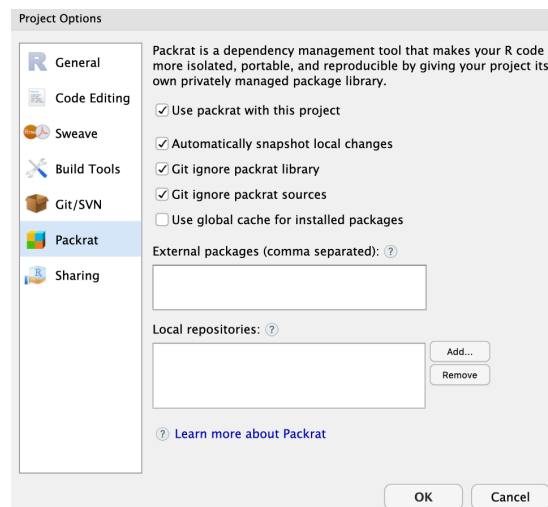 Project Options
General
Code Editing
Sweave
Build Tools
Git/SVN
Packrat
Sharing
Packrat is a dependency management tool that makes your R code
more isolated, portable, and reproducible by giving your project its
own privately managed package library.
Use packrat with this project
Automatically snapshot local changes
Git ignore packrat library
Git ignore packrat sources
Use global cache for installed packages
External packages (comma separated): ?
Local repositories: ?
Add...
Remove
? Learn more about Packrat
OK
Cancel